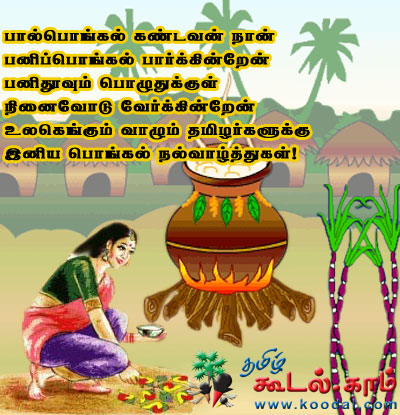 பால்பொங்கல் கண்டவன் நான்
பனிப்பொங்கல் பார்க்கின்றேன்
பனிதூவும் பொழுதுக்குள்
நினைவோடு வேர்க்கின்றேன்
உலகெங்கும் வாழும் தமிழர்களுக்கு
இனிய பொங்கல் நல்வாழ்த்துகள்!
தமிழ்
கூடல்.காம்
www.koodal.com